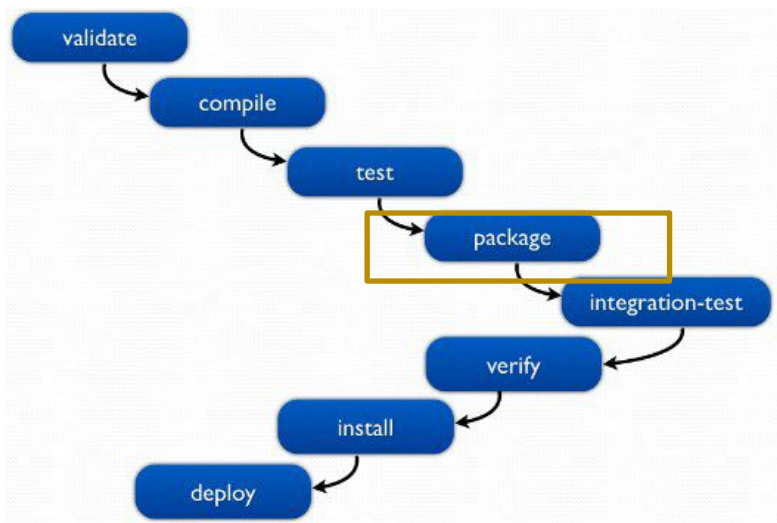 validate
compile
test
package
integration-test
verify
install
deploy